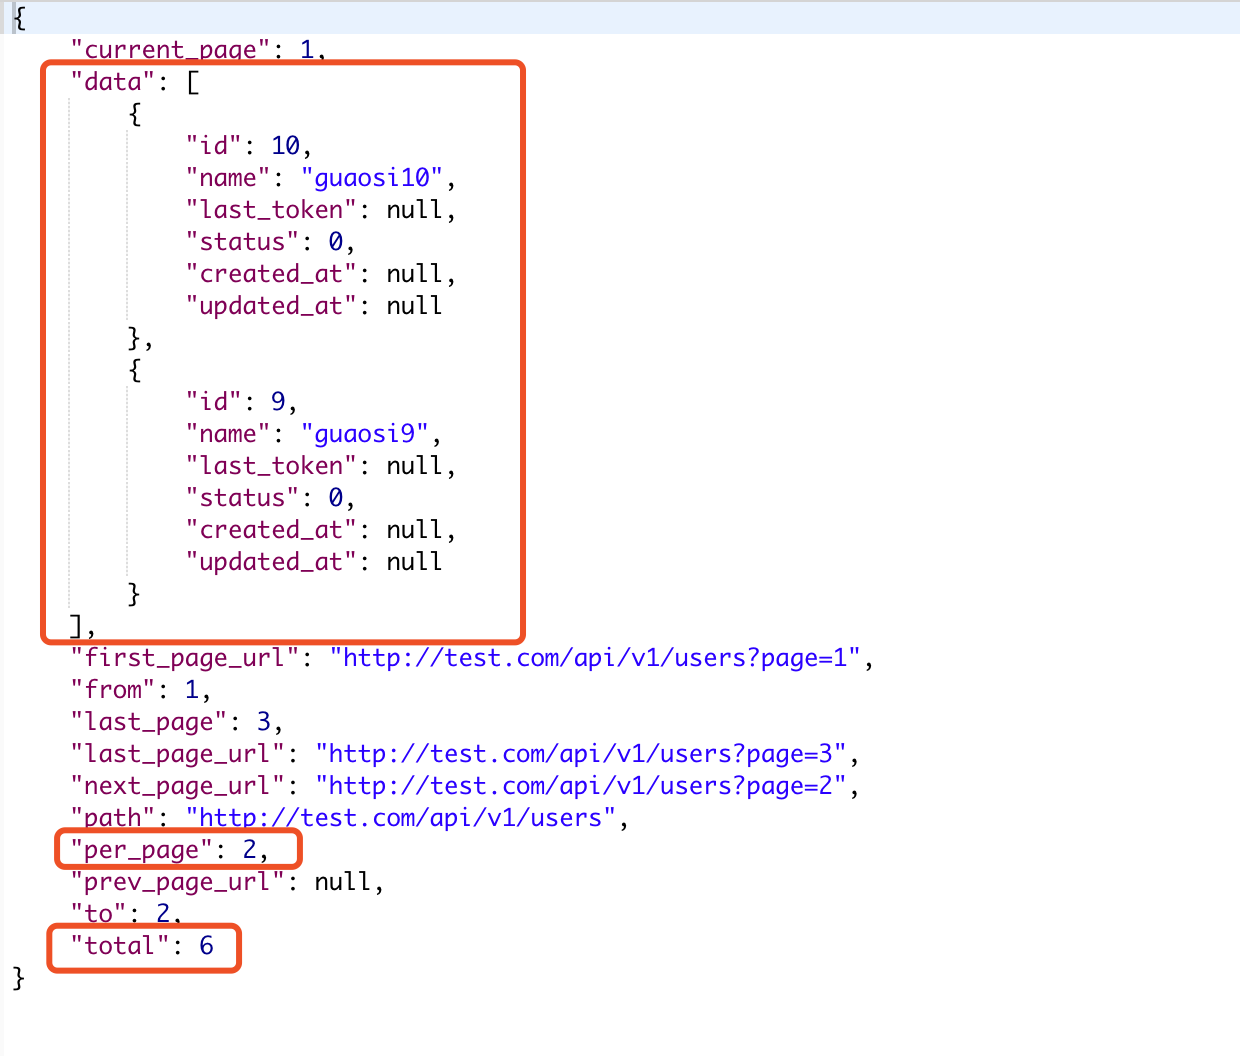 {
"current_page": 1,
"data": [
{
"id": 10,
"name": "guaosi10",
"last_token": null,
"status": 0,
"created_at": null,
"updated_at": null
},
{
"id": 9,
"name": "guaosi9",
"last_token": null,
"status": 0,
"created_at": null,
"updated_at": null
}
],
"first_page_url": "http://test.com/api/v1/users?page=1",
"from": 1,
"last_page": 3,
"last_page_url": "http://test.com/api/v1/users?page=3",
"next_page_url": "http://test.com/api/v1/users?page=2",
"path": "http://test.com/api/v1/users",
"per_page": 2,
"prev_page_url": null,
"to": 2,
"total": 6
}